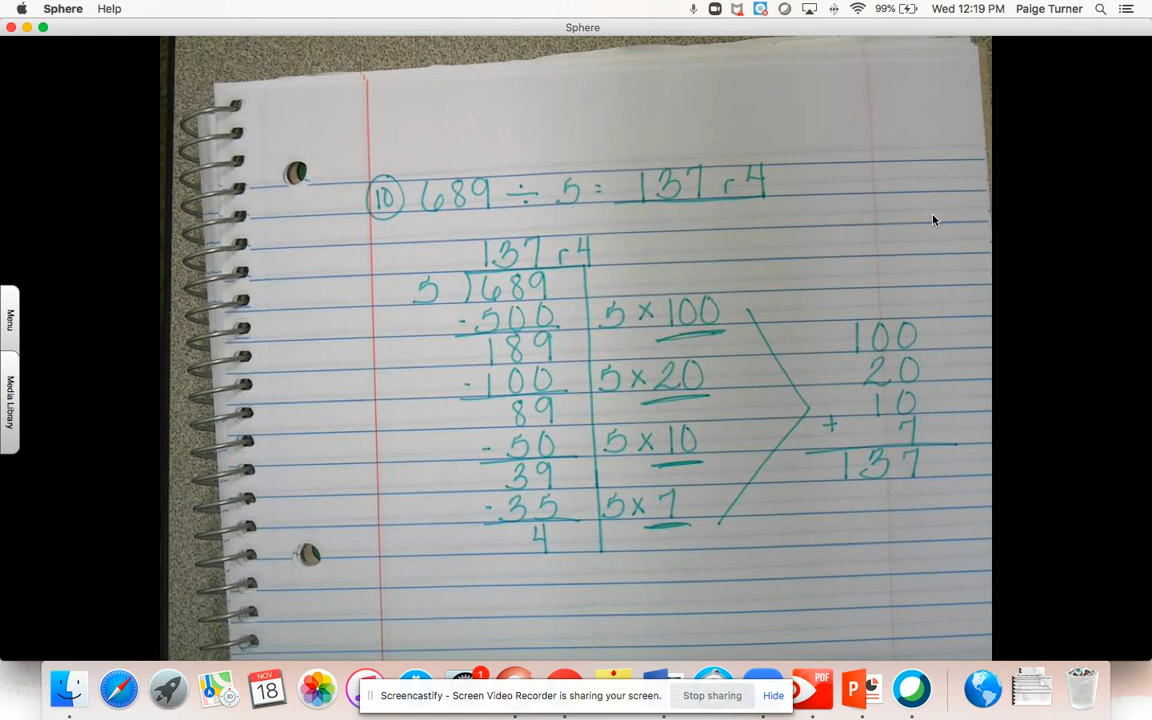 Sphere Help 99% Wed 12:19 PM Paige Turner
Sphere
Menu
Media Library
10 689 ÷ 5 = 137 r4
137 r4
5 ) 689
- 500 5 × 100
189
- 100 5 × 20
89
- 50 5 × 10
39
- 35 5 × 7
4
100
20
10
+ 7
137
NOV
18
3D
1
PDF
P
Screencastify - Screen Video Recorder is sharing your screen. Stop sharing Hide